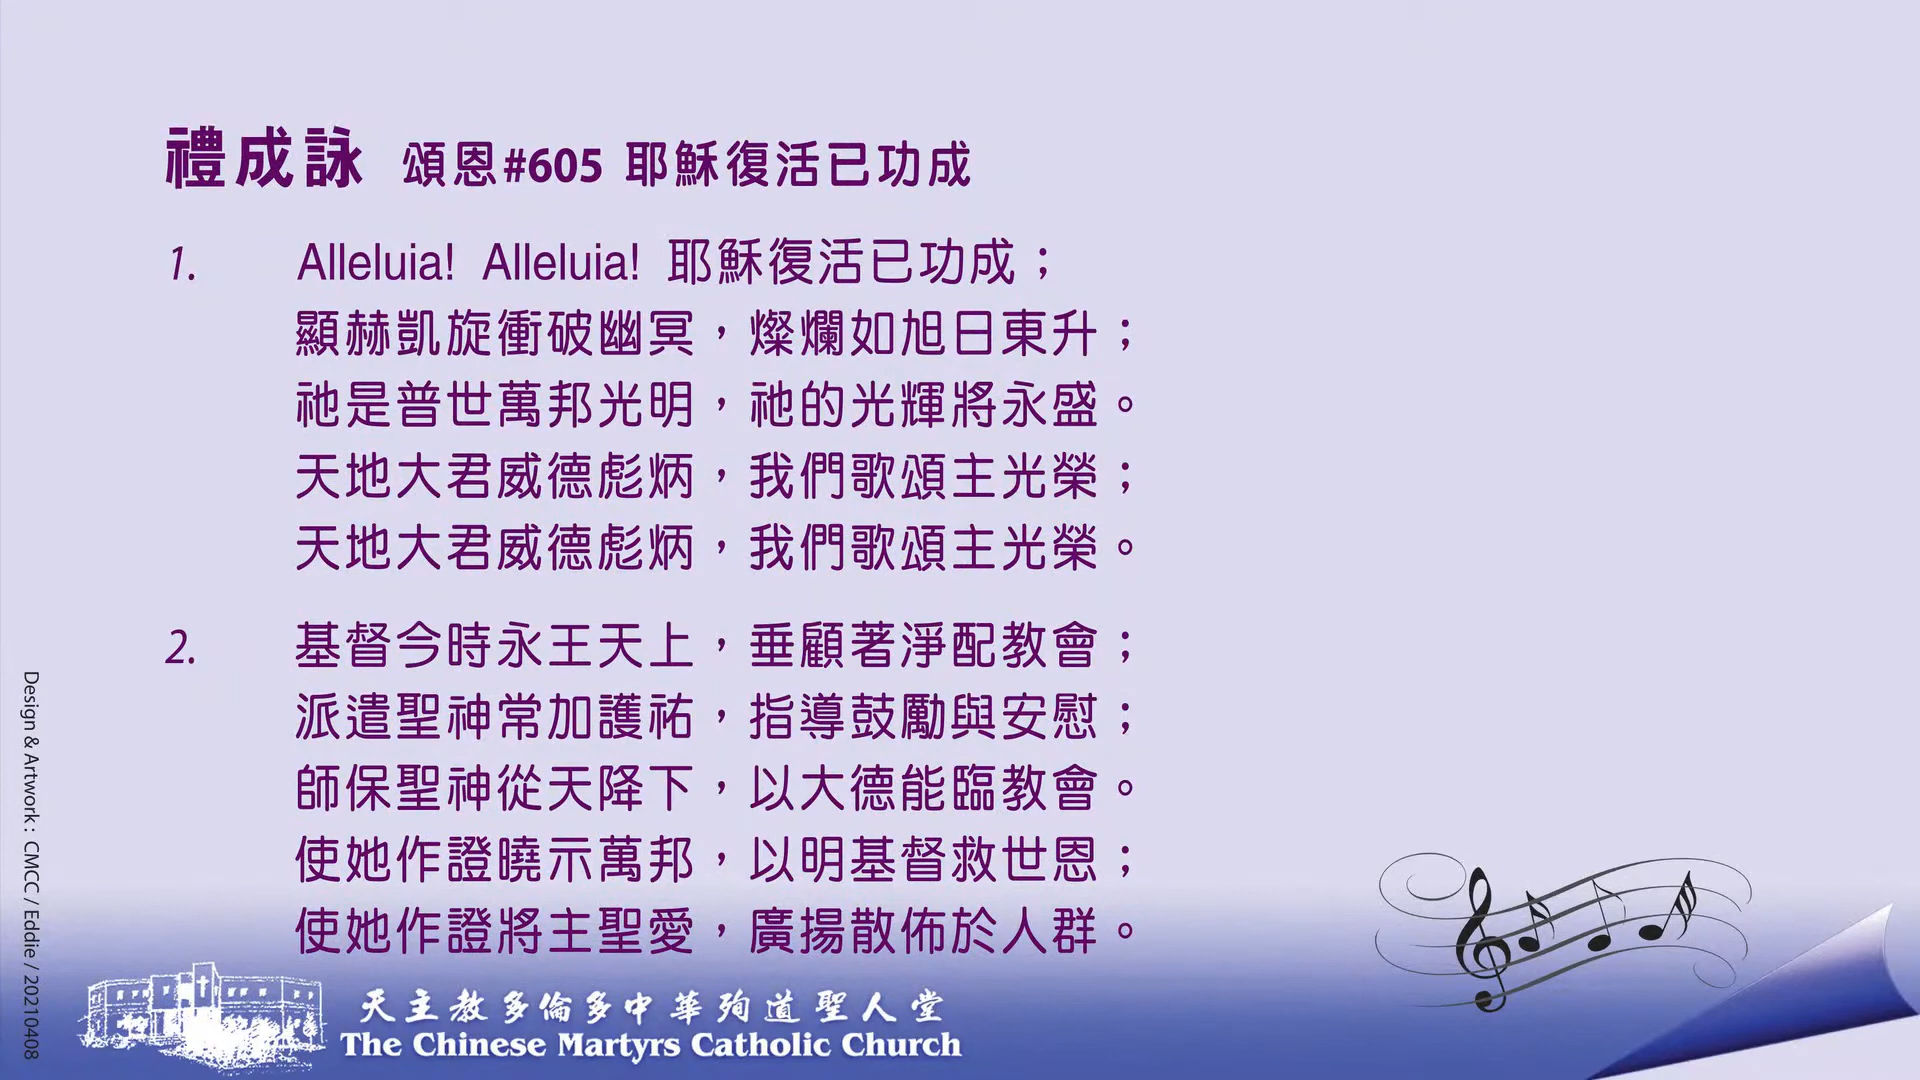 禮成詠 頌恩#605 耶穌復活已功成
1. Alleluia! Alleluia! 耶穌復活已功成；
顯赫凱旋衝破幽冥，燦爛如旭日東升；
祂是普世萬邦光明，祂的光輝將永盛。
天地大君威德彪炳，我們歌頌主光榮；
天地大君威德彪炳，我們歌頌主光榮。
2. 基督今時永王天上，垂顧著淨配教會；
派遣聖神常加護祐，指導鼓勵與安慰；
師保聖神從天降下，以大德能臨教會。
使她作證曉示萬邦，以明基督救世恩；
使她作證將主聖愛，廣揚散佈於人群。
天主教多倫多中華殉道聖人堂
The Chinese Martyrs Catholic Church
Design & Artwork : CMCC / Eddie / 20210408